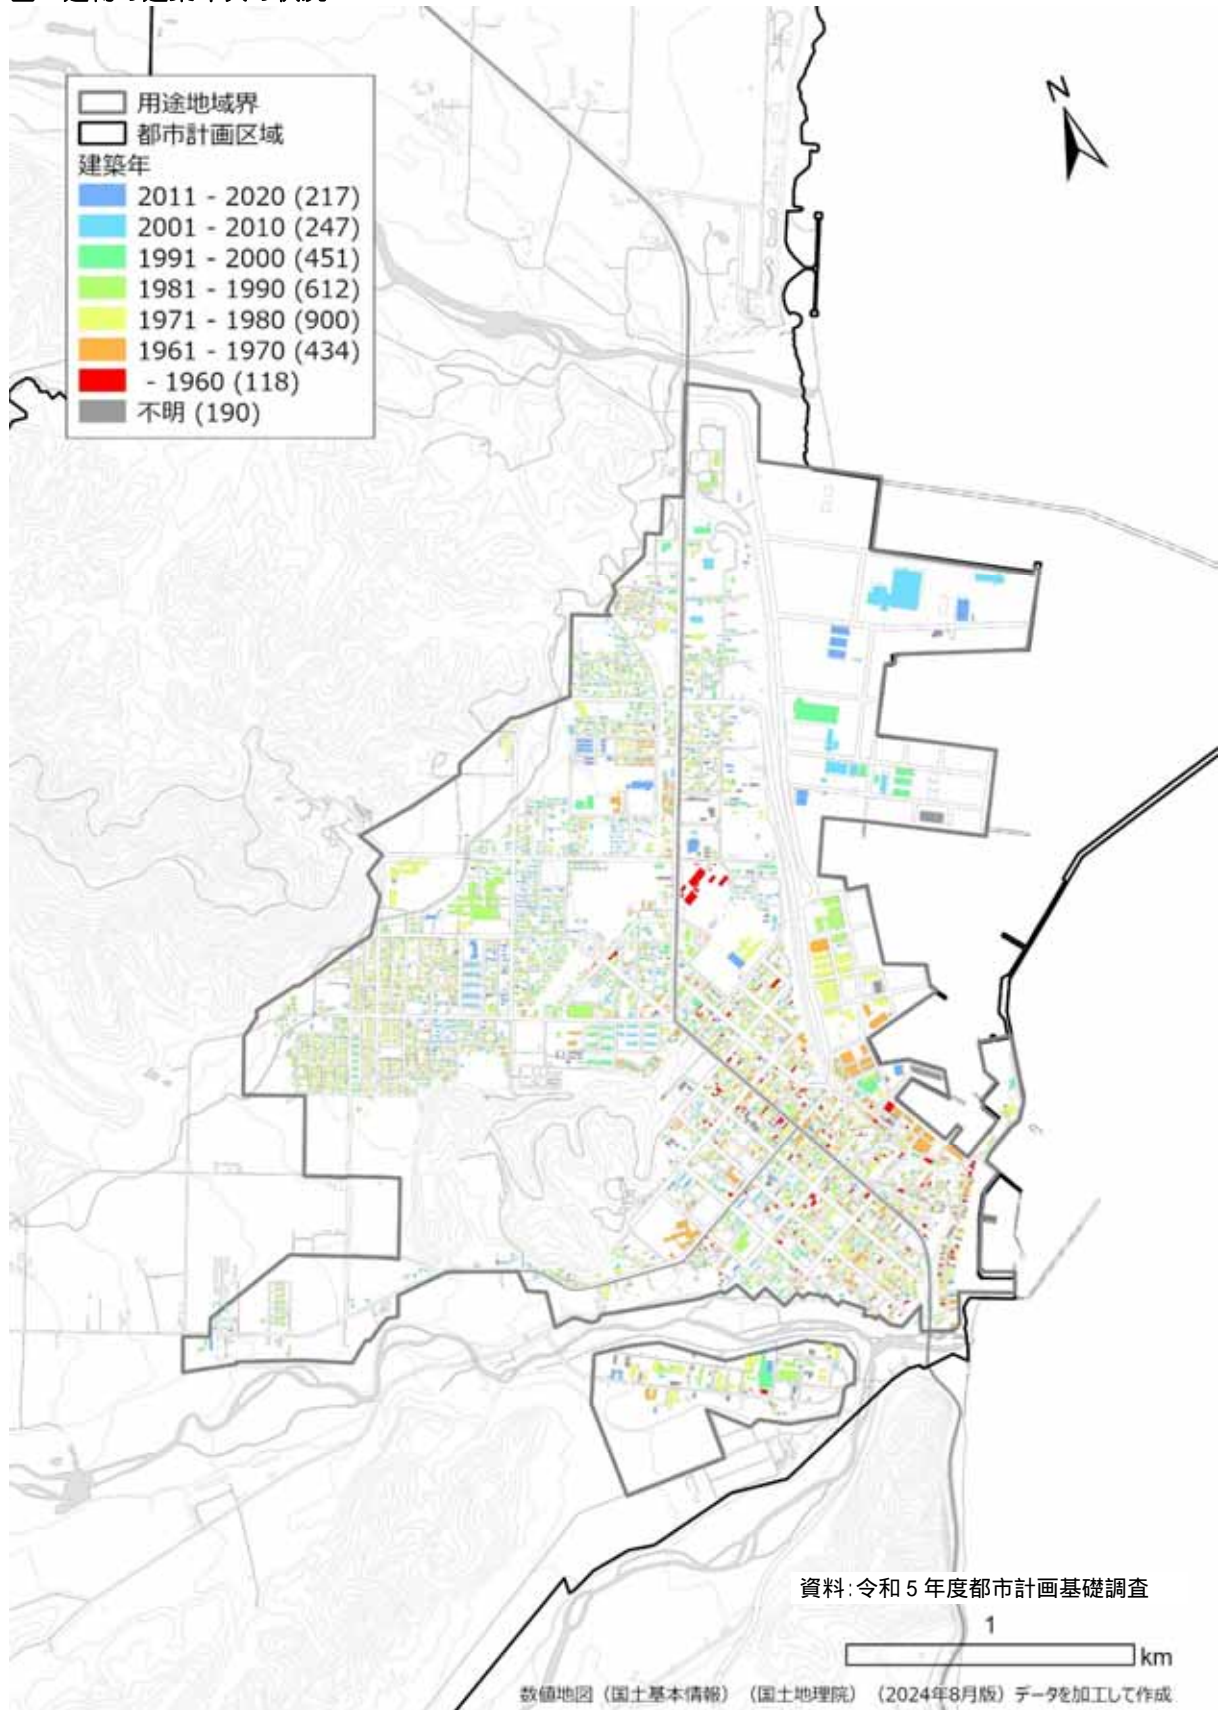 用途地域界
都市計画区域
建築年
2011 - 2020 (217)
2001 - 2010 (247)
1991 - 2000 (451)
1981 - 1990 (612)
1971 - 1980 (900)
1961 - 1970 (434)
- 1960 (118)
不明 (190)
N
資料：令和５年度都市計画基礎調査
1
km
数値地図（国土基本情報）（国土地理院）（2024年8月版）データを加工して作成